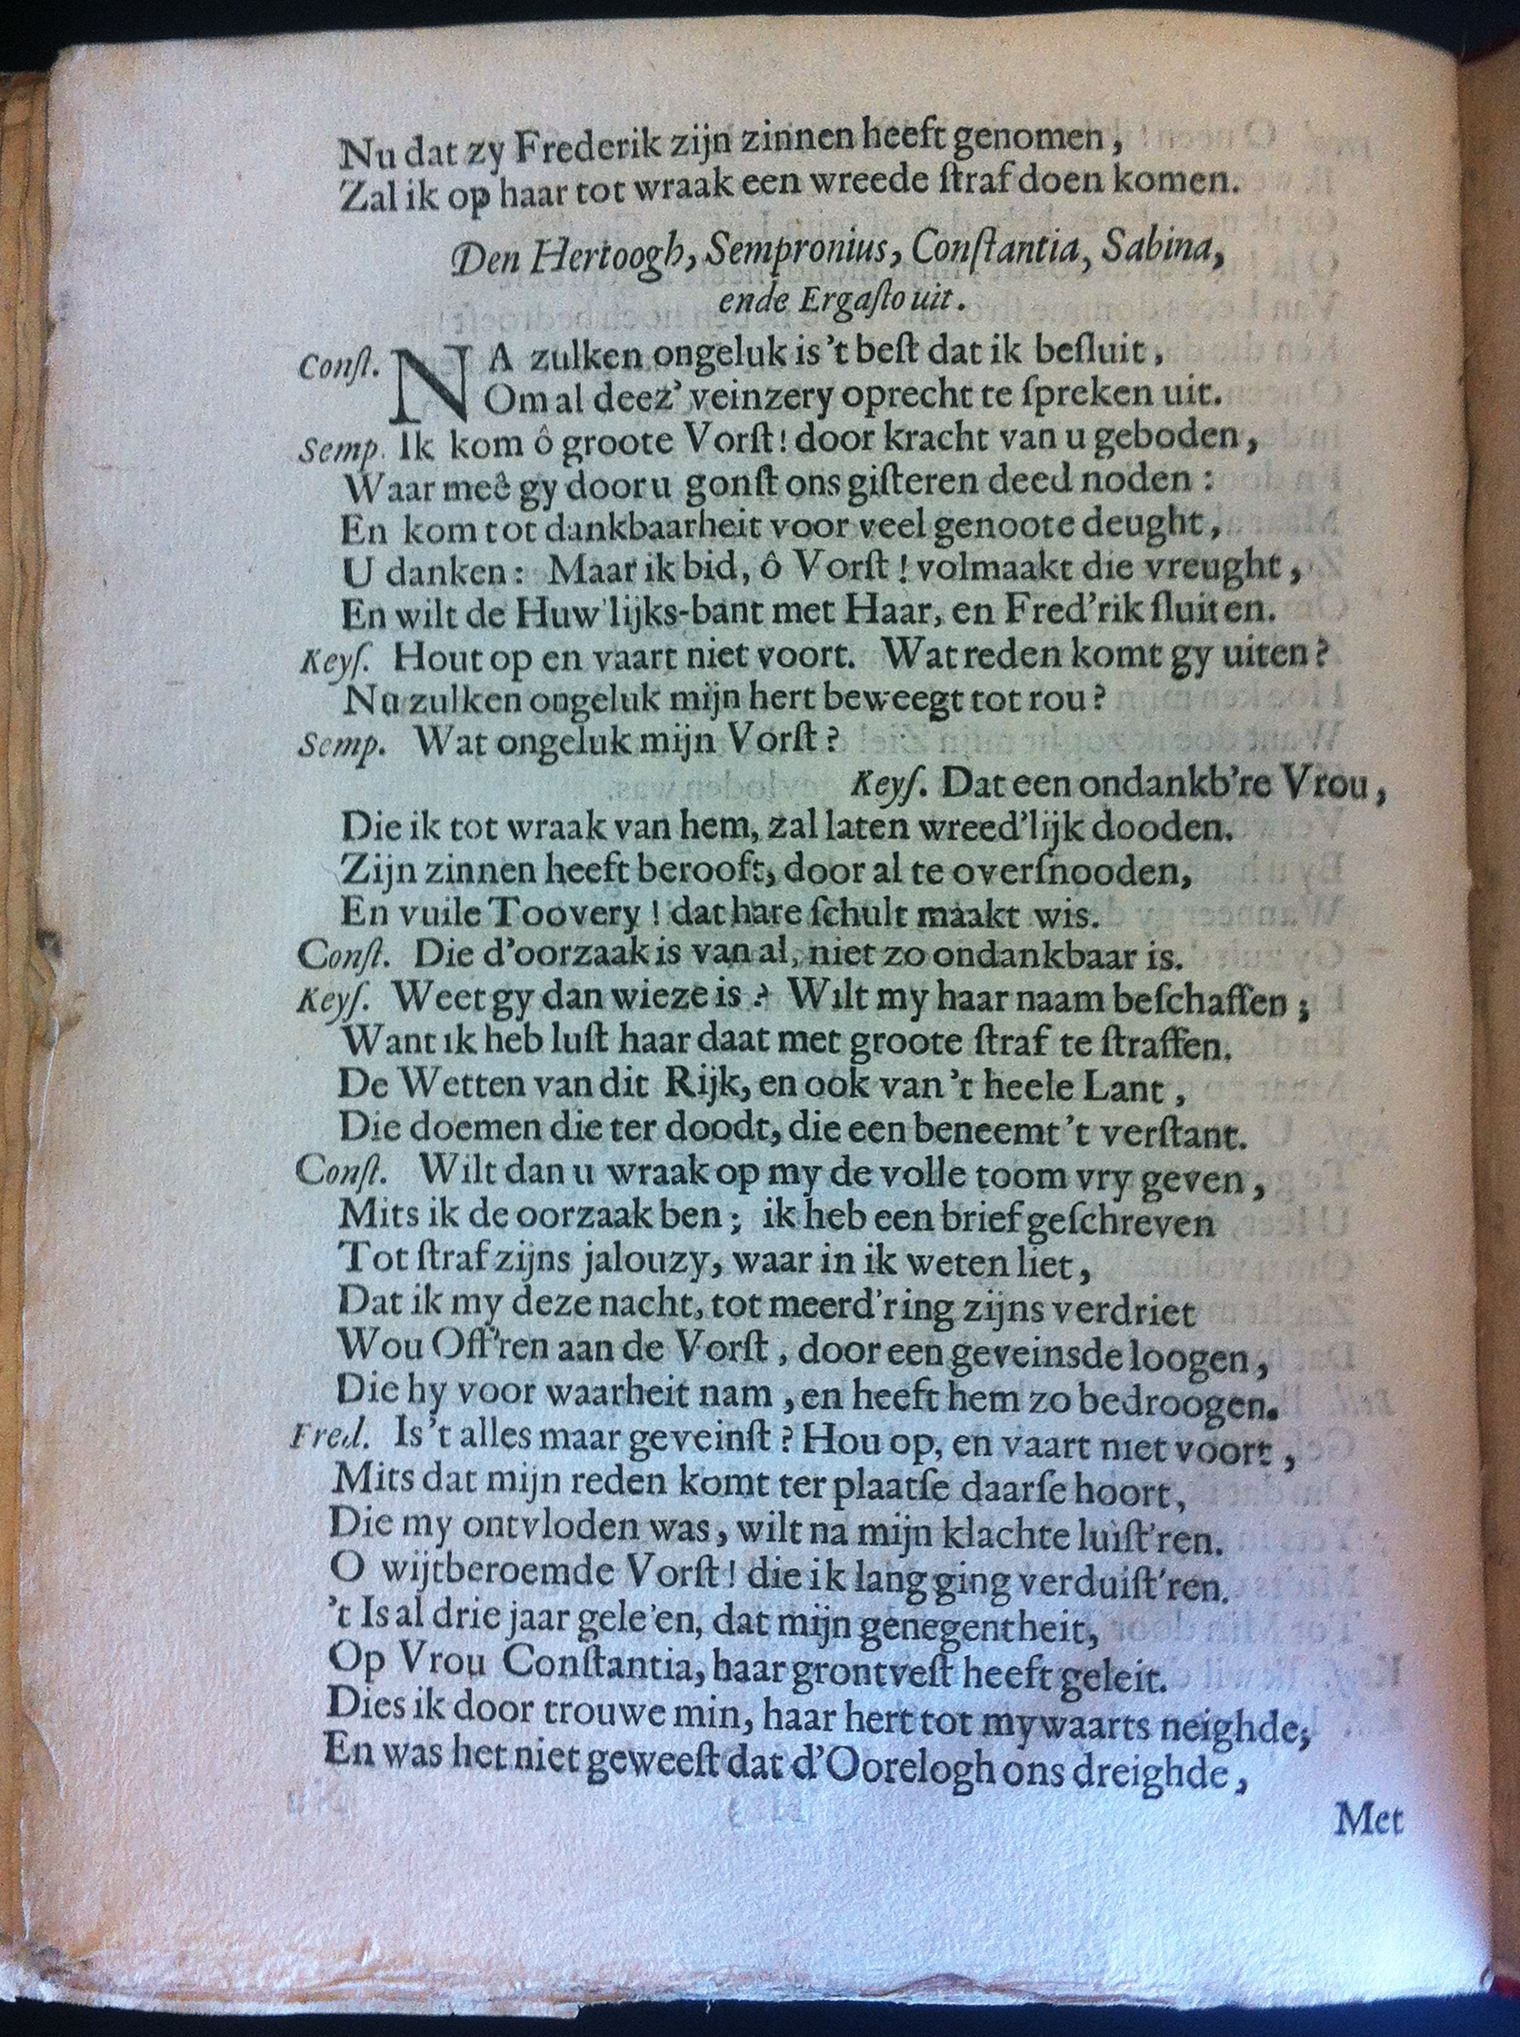 Nu dat zy Frederik zijn zinnen heeft genomen,
Zal ik op haar tot wraak een wreede ſtraf doen komen.
Den Hertoogh, Sempronius, Conſtantia, Sabina,
ende Ergaſto uit.
Conſt. NA zulken ongeluk is 't beſt dat ik beſluit,
Om al deez' veinzery oprecht te ſpreken uit.
Semp. Ik kom ô groote Vorſt! door kracht van u geboden,
Waar meê gy door u gonſt ons giſteren deed noden:
En kom tot dankbaarheit voor veel genoote deught,
U danken: Maar ik bid, ô Vorſt! volmaakt die vreught,
En wilt de Huw'lijks-bant met Haar, en Fred'rik ſluiten.
Keyſ. Hout op en vaart niet voort. Wat reden komt gy uiten?
Nu zulken ongeluk mijn hert beweegt tot rou?
Semp. Wat ongeluk mijn Vorſt?
Keyſ. Dat een ondankb're Vrou,
Die ik tot wraak van hem, zal laten wreed'lijk dooden.
Zijn zinnen heeft berooft, door al te overſnooden,
En vuile Toovery! dat hare ſchult maakt wis.
Conſt. Die d'oorzaak is van al, niet zo ondankbaar is.
Keyſ. Weet gy dan wie ze is? Wilt my haar naam beſchaffen;
Want ik heb luſt haar daat met groote ſtraf te ſtraffen.
De Wetten van dit Rijk, en ook van 't heele Lant,
Die doemen die ter doodt, die een beneemt 't verſtant.
Conſt. Wilt dan u wraak op my de volle toom vry geven,
Mits ik de oorzaak ben; ik heb een brief geſchreven
Tot ſtraf zijns jalouzy, waar in ik weten liet,
Dat ik my deze nacht, tot meerd'ring zijns verdriet
Wou Off'ren aan de Vorſt, door een geveinsde loogen,
Die hy voor waarheit nam, en heeft hem zo bedroogen.
Fred. Is 't alles maar geveinſt? Hou op, en vaart niet voort,
Mits dat mijn reden komt ter plaatſe daarſe hoort,
Die my ontvloden was, wilt na mijn klachte luiſt'ren.
O wijtberoemde Vorſt! die ik lang ging verduiſt'ren.
't Is al drie jaar gele'en, dat mijn genegentheit,
Op Vrou Conſtantia, haar grontveſt heeft geleit.
Dies ik door trouwe min, haar hert tot mywaarts neighde,
En was het niet geweeſt dat d'Oorelogh ons dreighde,
Met